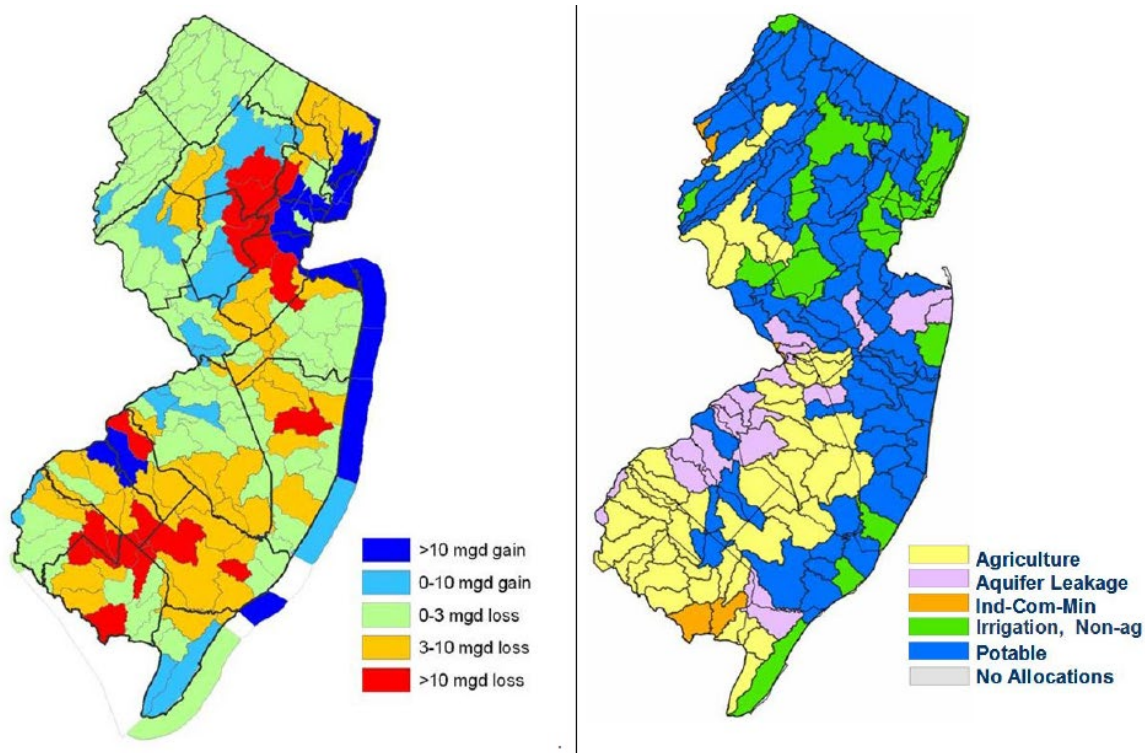 >10 mgd gain
0-10 mgd gain
0-3 mgd loss
3-10 mgd loss
>10 mgd loss
Agriculture
Aquifer Leakage
Ind-Com-Min
Irrigation, Non-ag
Potable
No Allocations